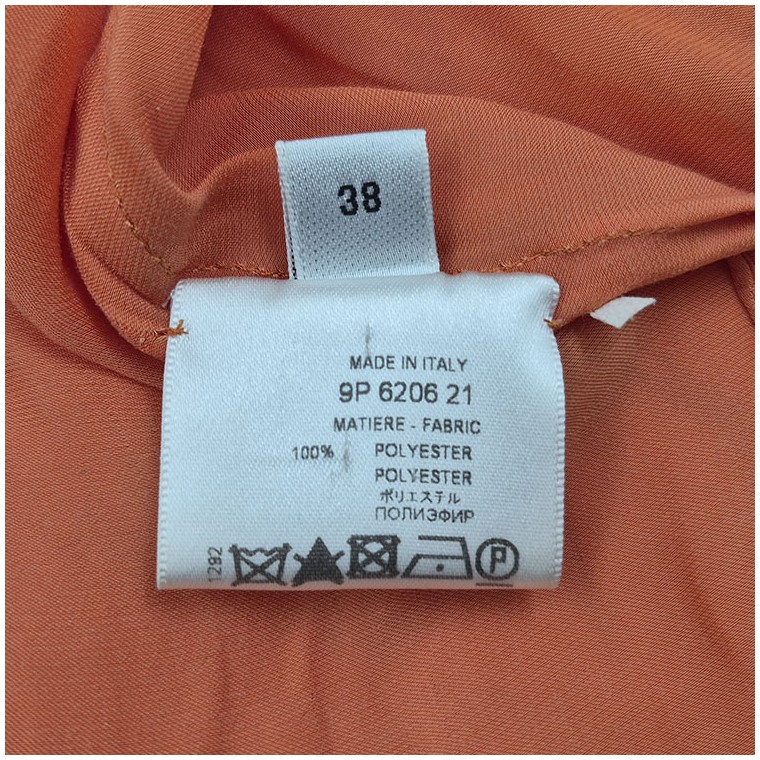 38
MADE IN ITALY
9P 6206 21
MATIERE - FABRIC
100% POLYESTER
POLYESTER
ポリエステル
ПОЛИЭФИР
1292
P